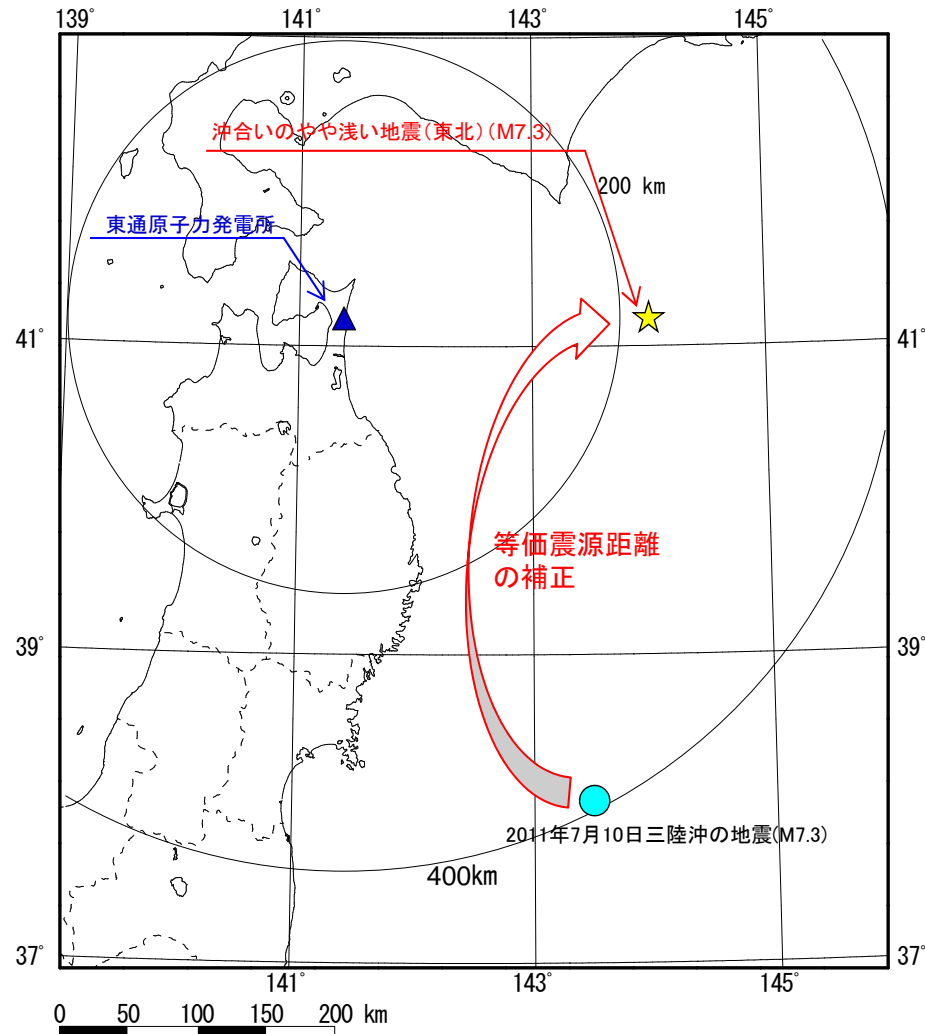 139° 141° 143° 145°
沖合いのやや浅い地震(東北)(M7.3)
200 km
東通原子力発電所
41° 41°
等価震源距離
の補正
39° 39°
2011年7月10日三陸沖の地震(M7.3)
400km
37° 37°
141° 143° 145°
0 50 100 150 200 km